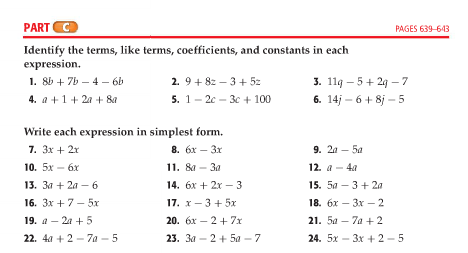 PART C PAGES 639–643
Identify the terms, like terms, coefficients, and constants in each
expression.
1. 8b + 7b − 4 − 6b 2. 9 + 8z − 3 + 5z 3. 11q − 5 + 2q − 7
4. a + 1 + 2a + 8a 5. 1 − 2c − 3c + 100 6. 14j − 6 + 8j − 5
Write each expression in simplest form.
7. 3x + 2x 8. 6x − 3x 9. 2a − 5a
10. 5x − 6x 11. 8a − 3a 12. a − 4a
13. 3a + 2a − 6 14. 6x + 2x − 3 15. 5a − 3 + 2a
16. 3x + 7 − 5x 17. x − 3 + 5x 18. 6x − 3x − 2
19. a − 2a + 5 20. 6x − 2 + 7x 21. 5a − 7a + 2
22. 4a + 2 − 7a − 5 23. 3a − 2 + 5a − 7 24. 5x − 3x + 2 − 5